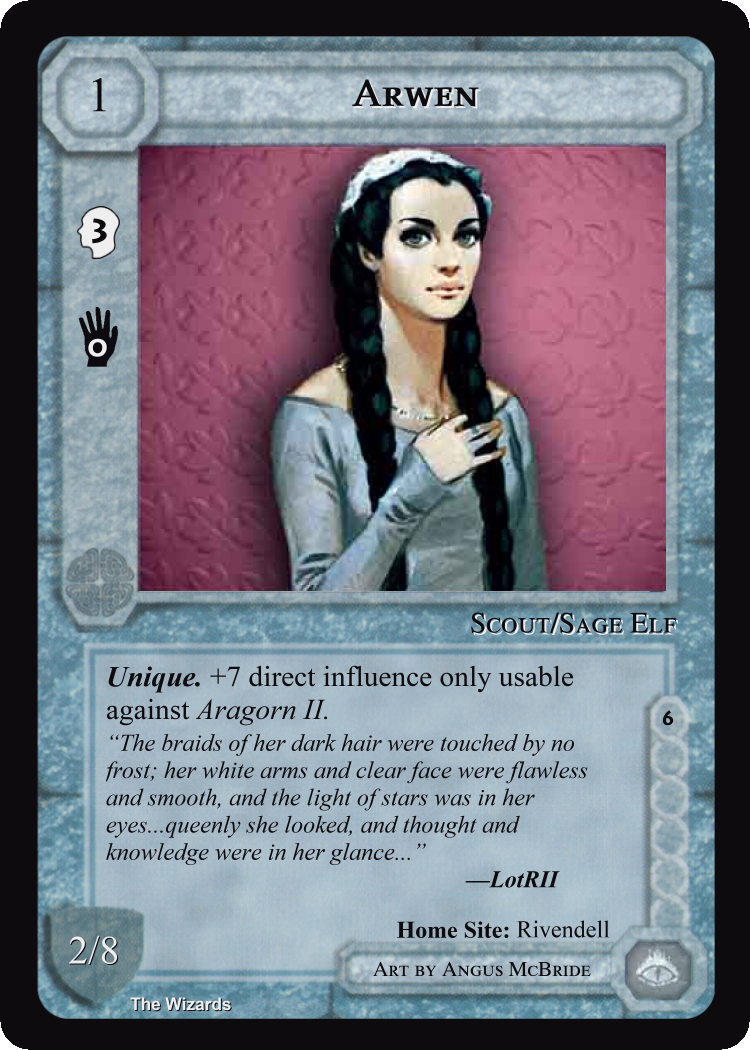 1
ARWEN
3
0
SCOUT/SAGE ELF
Unique. +7 direct influence only usable
against Aragorn II.
“The braids of her dark hair were touched by no
frost; her white arms and clear face were flawless
and smooth, and the light of stars was in her
eyes...queenly she looked, and thought and
knowledge were in her glance...”
—LotRII
6
Home Site: Rivendell
2/8
ART BY ANGUS MCBRIDE
The Wizards